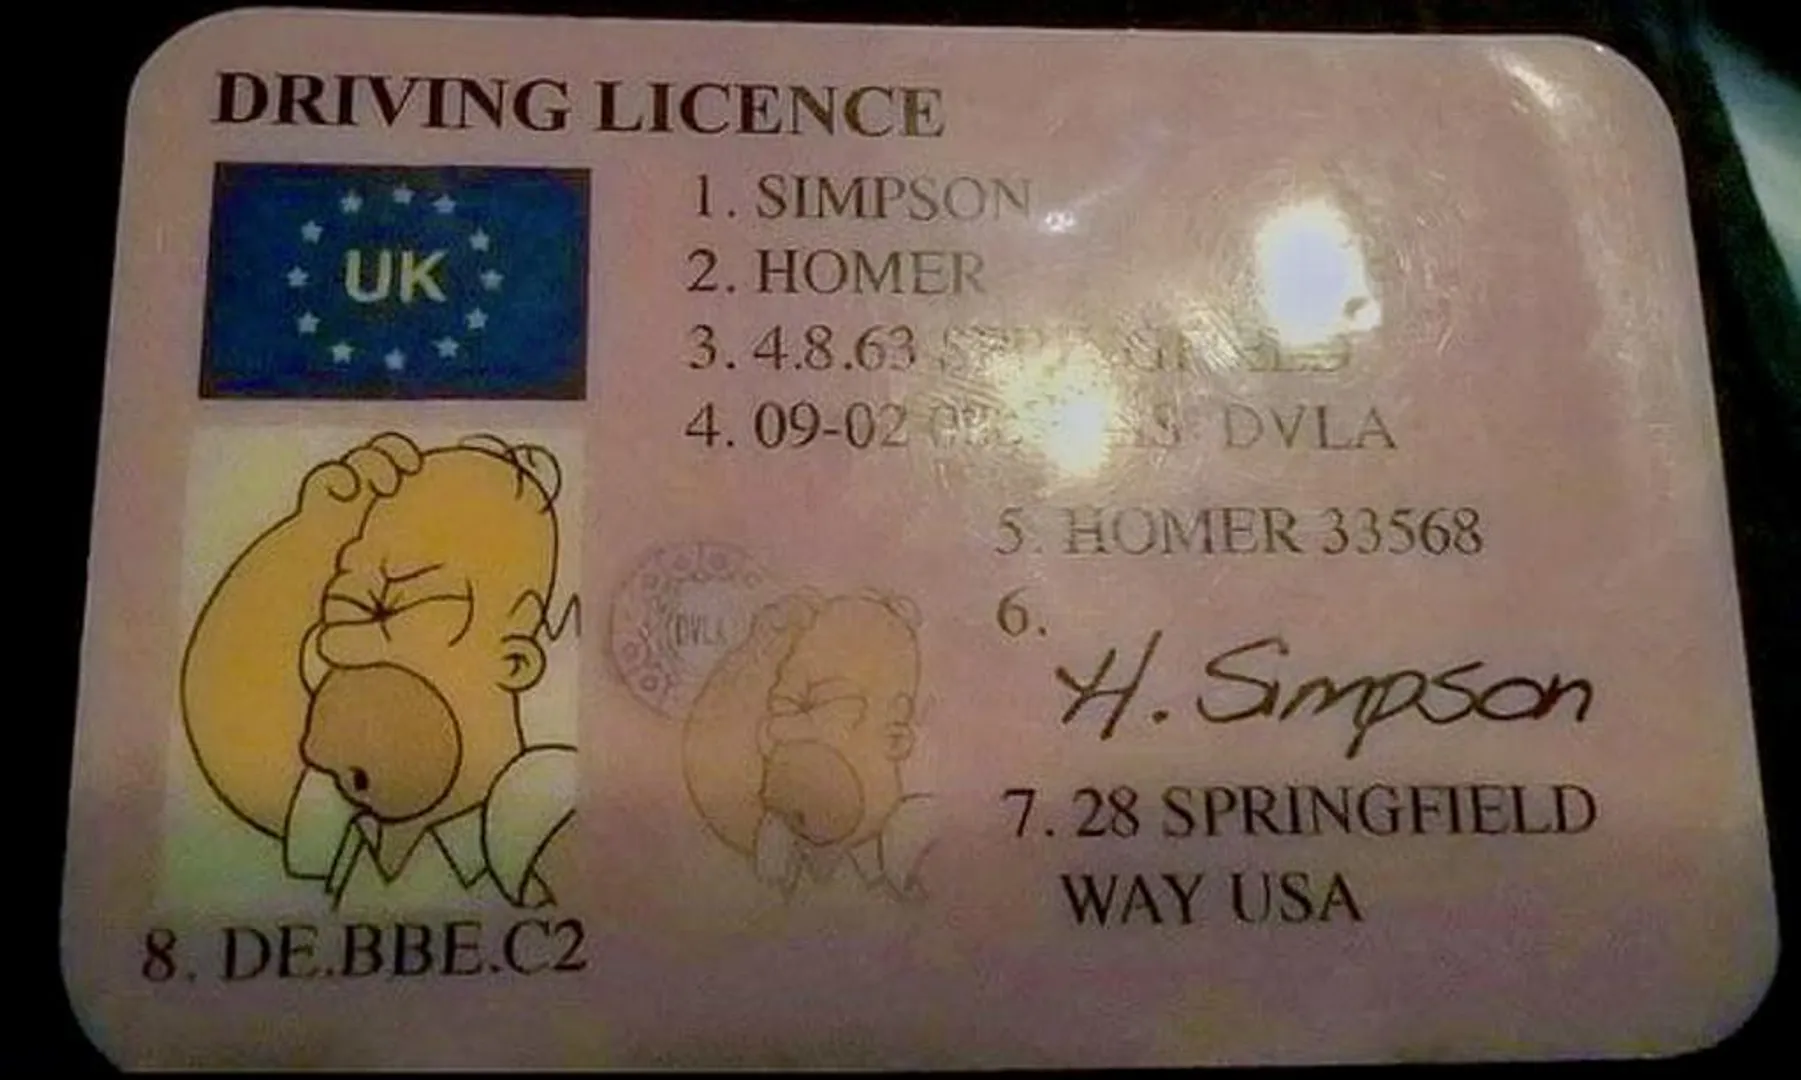 DRIVING LICENCE
UK
1. SIMPSON
2. HOMER
3. 4.8.63
4. 09-02 DVLA
5. HOMER 33568
6.
H. Simpson
DVLA
7. 28 SPRINGFIELD
WAY USA
8. DE.BBE.C2